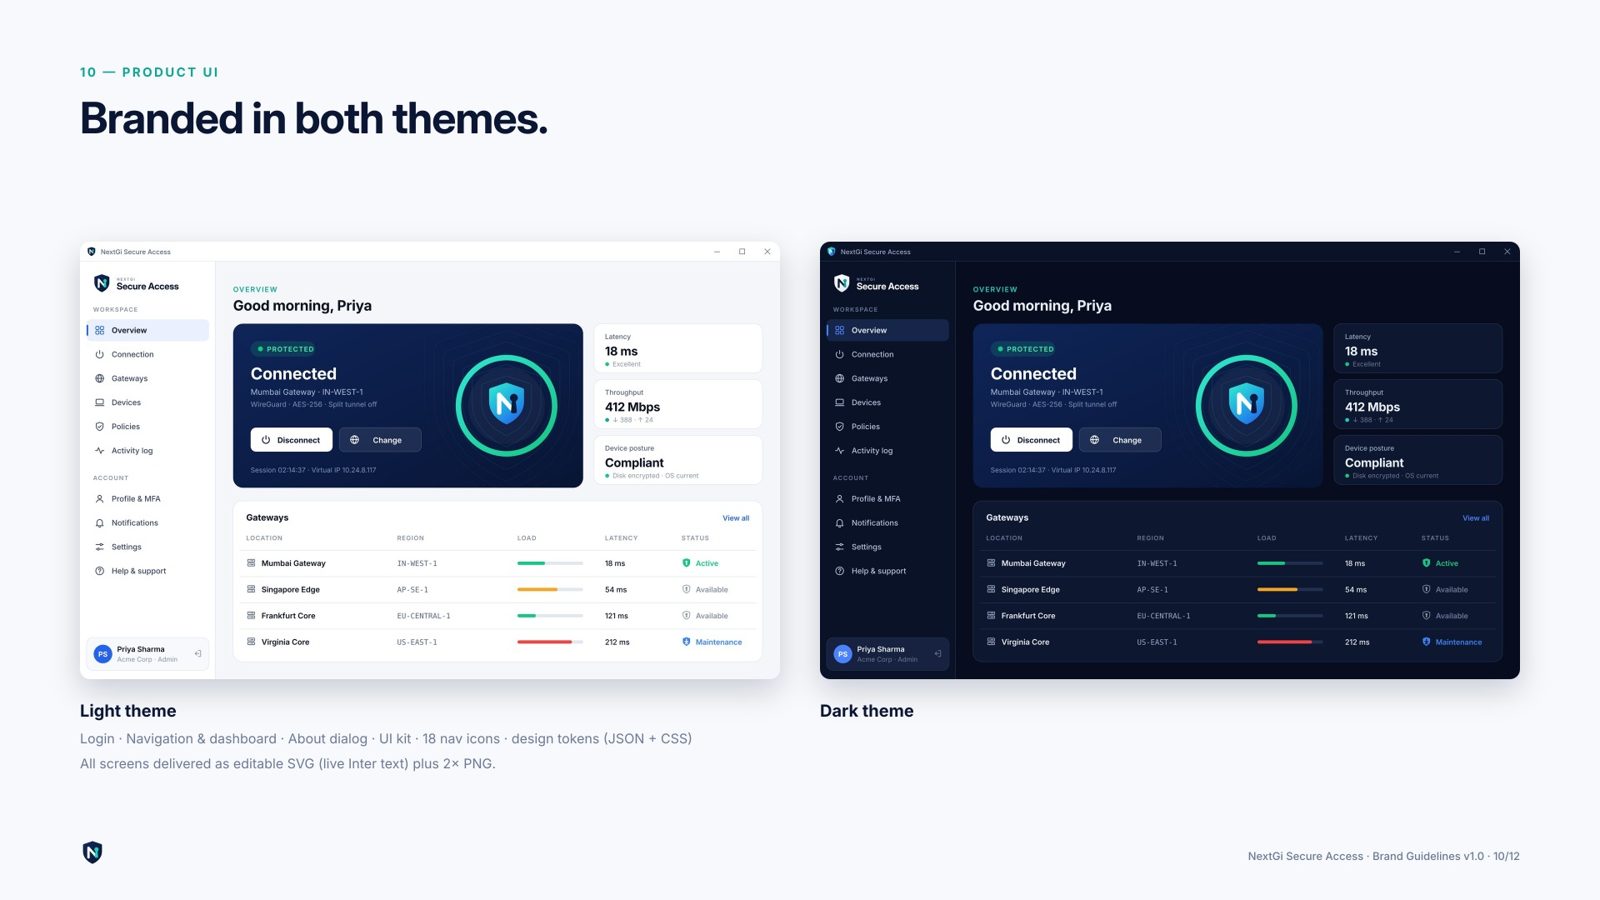 10 — PRODUCT UI
Branded in both themes.
NextGi Secure Access
NEXTGI
Secure Access
WORKSPACE
Overview
Connection
Gateways
Devices
Policies
Activity log
ACCOUNT
Profile & MFA
Notifications
Settings
Help & support
PS
Priya Sharma
Acme Corp · Admin
OVERVIEW
Good morning, Priya
PROTECTED
Connected
Mumbai Gateway · IN-WEST-1
WireGuard · AES-256 · Split tunnel off
Disconnect
Change
Session 02:14:37 · Virtual IP 10.24.8.117
Latency
18 ms
Excellent
Throughput
412 Mbps
↓ 388 · ↑ 24
Device posture
Compliant
Disk encrypted · OS current
Gateways
View all
LOCATION REGION LOAD LATENCY STATUS
Mumbai Gateway IN-WEST-1 18 ms Active
Singapore Edge AP-SE-1 54 ms Available
Frankfurt Core EU-CENTRAL-1 121 ms Available
Virginia Core US-EAST-1 212 ms Maintenance
NextGi Secure Access
NEXTGI
Secure Access
WORKSPACE
Overview
Connection
Gateways
Devices
Policies
Activity log
ACCOUNT
Profile & MFA
Notifications
Settings
Help & support
PS
Priya Sharma
Acme Corp · Admin
OVERVIEW
Good morning, Priya
PROTECTED
Connected
Mumbai Gateway · IN-WEST-1
WireGuard · AES-256 · Split tunnel off
Disconnect
Change
Session 02:14:37 · Virtual IP 10.24.8.117
Latency
18 ms
Excellent
Throughput
412 Mbps
↓ 388 · ↑ 24
Device posture
Compliant
Disk encrypted · OS current
Gateways
View all
LOCATION REGION LOAD LATENCY STATUS
Mumbai Gateway IN-WEST-1 18 ms Active
Singapore Edge AP-SE-1 54 ms Available
Frankfurt Core EU-CENTRAL-1 121 ms Available
Virginia Core US-EAST-1 212 ms Maintenance
Light theme
Login · Navigation & dashboard · About dialog · UI kit · 18 nav icons · design tokens (JSON + CSS)
All screens delivered as editable SVG (live Inter text) plus 2× PNG.
Dark theme
NextGi Secure Access · Brand Guidelines v1.0 · 10/12